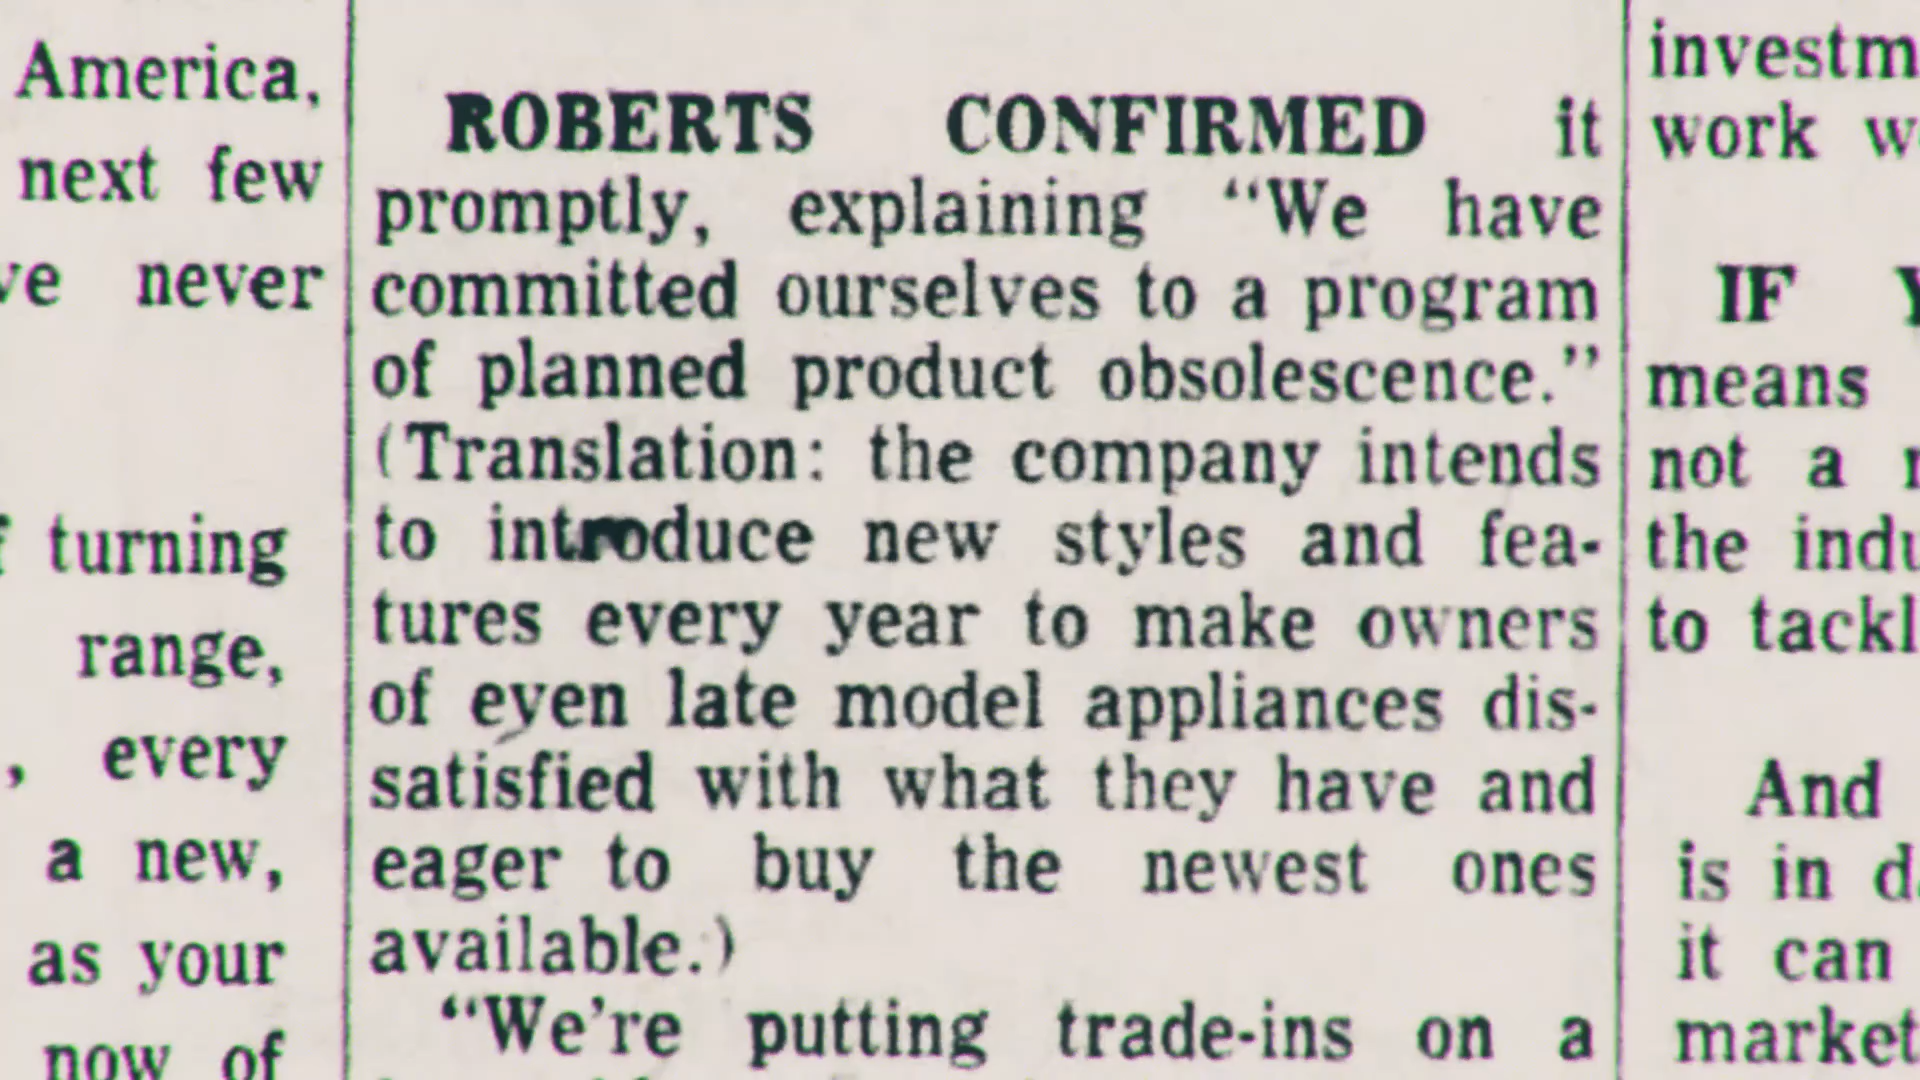 America,
next few
never
turning
range,
, every
a new,
as your
now of
ROBERTS CONFIRMED it
promptly, explaining “We have
committed ourselves to a program
of planned product obsolescence.”
(Translation: the company intends
to introduce new styles and fea-
tures every year to make owners
of even late model appliances dis-
satisfied with what they have and
eager to buy the newest ones
available.)
“We’re putting trade-ins on a
investm
work w
IF
means
not a
the indu
to tackl
And
is in d
it can
market